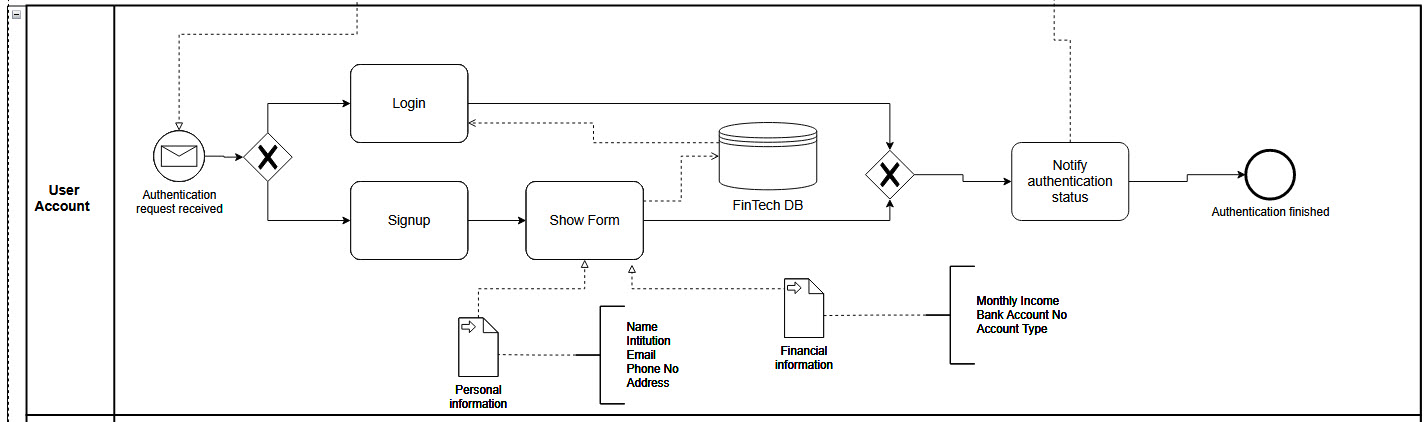 User
Account
Authentication
request received
Login
Signup
Show Form
FinTech DB
Notify
authentication
status
Authentication finished
Personal
information
Name
Intitution
Email
Phone No
Address
Financial
information
Monthly Income
Bank Account No
Account Type